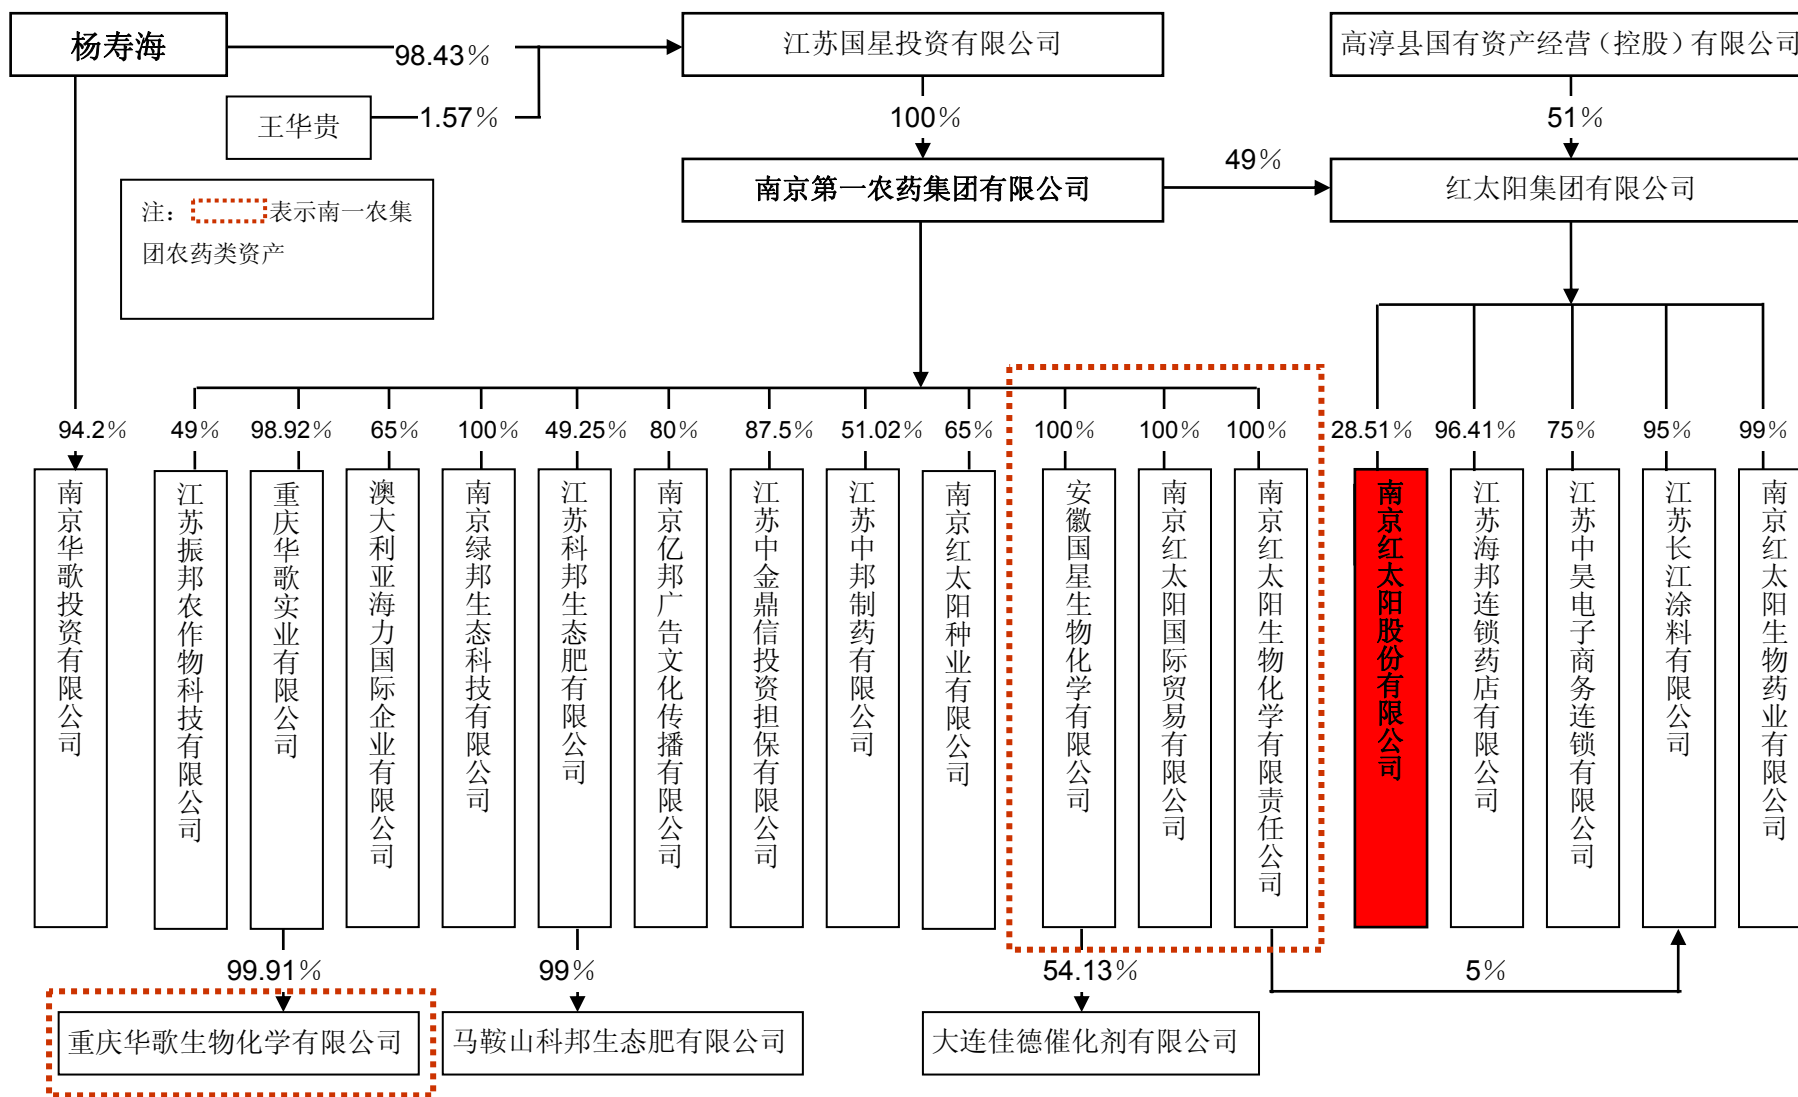 杨寿海
98.43%
江苏国星投资有限公司
高淳县国有资产经营（控股）有限公司
王华贵
1.57%
100%
51%
南京第一农药集团有限公司
49%
红太阳集团有限公司
注：表示南一农集
团农药类资产
94.2%
49%
98.92%
65%
100%
49.25%
80%
87.5%
51.02%
65%
100%
100%
100%
28.51%
96.41%
75%
95%
99%
南京华歌投资有限公司
江苏振邦农作物科技有限公司
重庆华歌实业有限公司
澳大利亚海力国际企业有限公司
南京绿邦生态科技有限公司
江苏科邦生态肥有限公司
南京亿邦广告文化传播有限公司
江苏中金鼎信投资担保有限公司
江苏中邦制药有限公司
南京红太阳种业有限公司
安徽国星生物化学有限公司
南京红太阳国际贸易有限公司
南京红太阳生物化学有限责任公司
南京红太阳股份有限公司
江苏海邦连锁药店有限公司
江苏中昊电子商务连锁有限公司
江苏长江涂料有限公司
南京红太阳生物药业有限公司
99.91%
99%
54.13%
5%
重庆华歌生物化学有限公司
马鞍山科邦生态肥有限公司
大连佳德催化剂有限公司